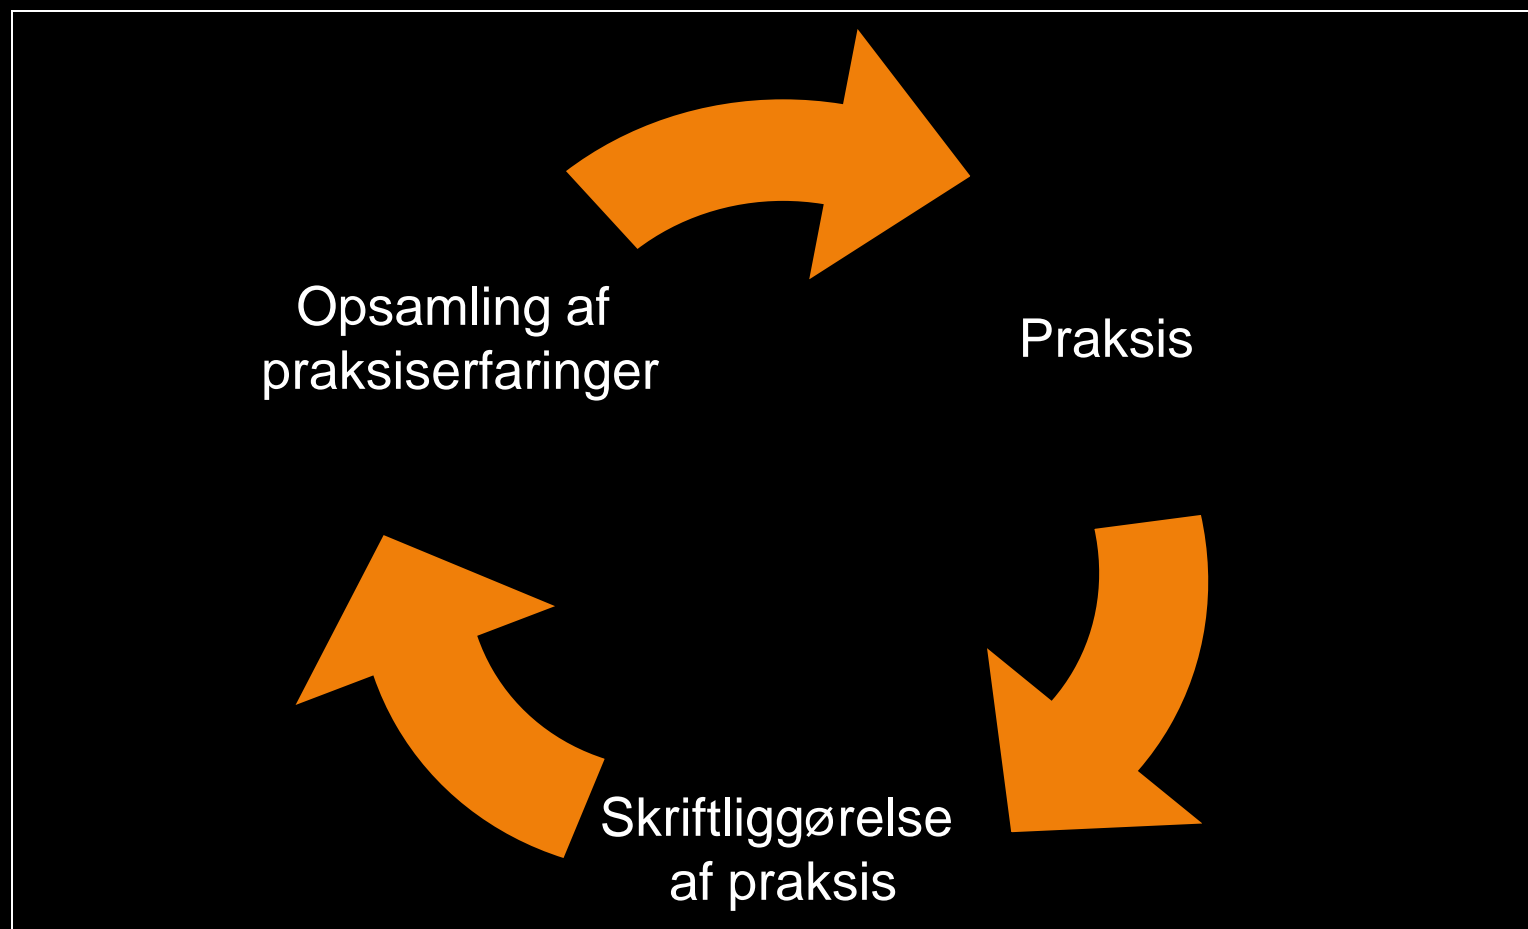 Opsamling af
praksiserfaringer
Praksis
Skriftliggørelse
af praksis